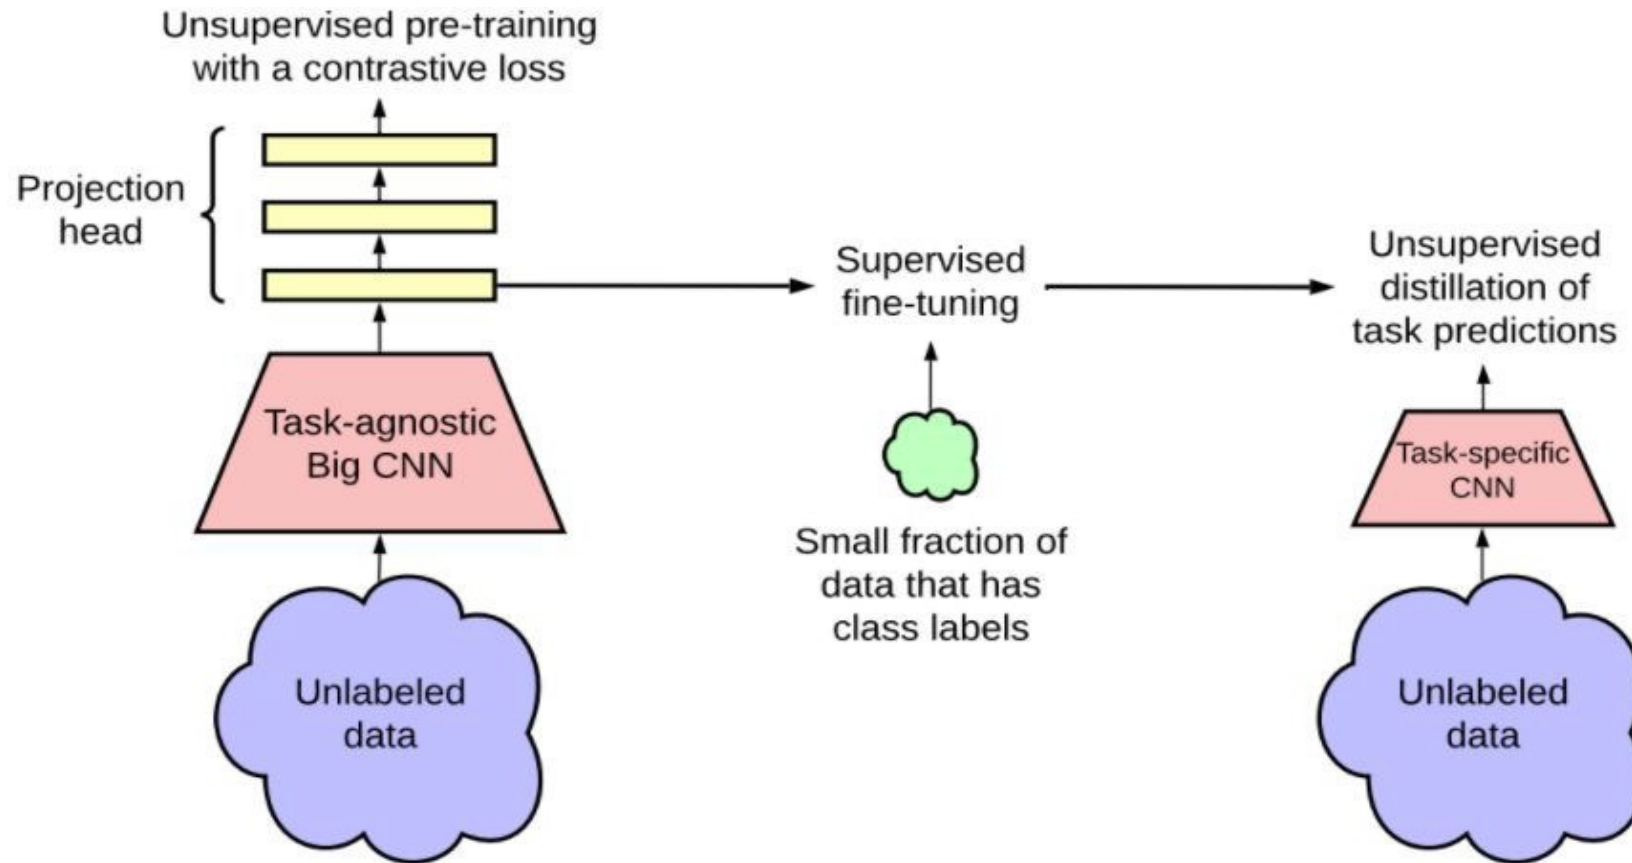 Unsupervised pre-training
with a contrastive loss
Projection
head
Task-agnostic
Big CNN
Unlabeled
data
Supervised
fine-tuning
Small fraction of
data that has
class labels
Unsupervised
distillation of
task predictions
Task-specific
CNN
Unlabeled
data